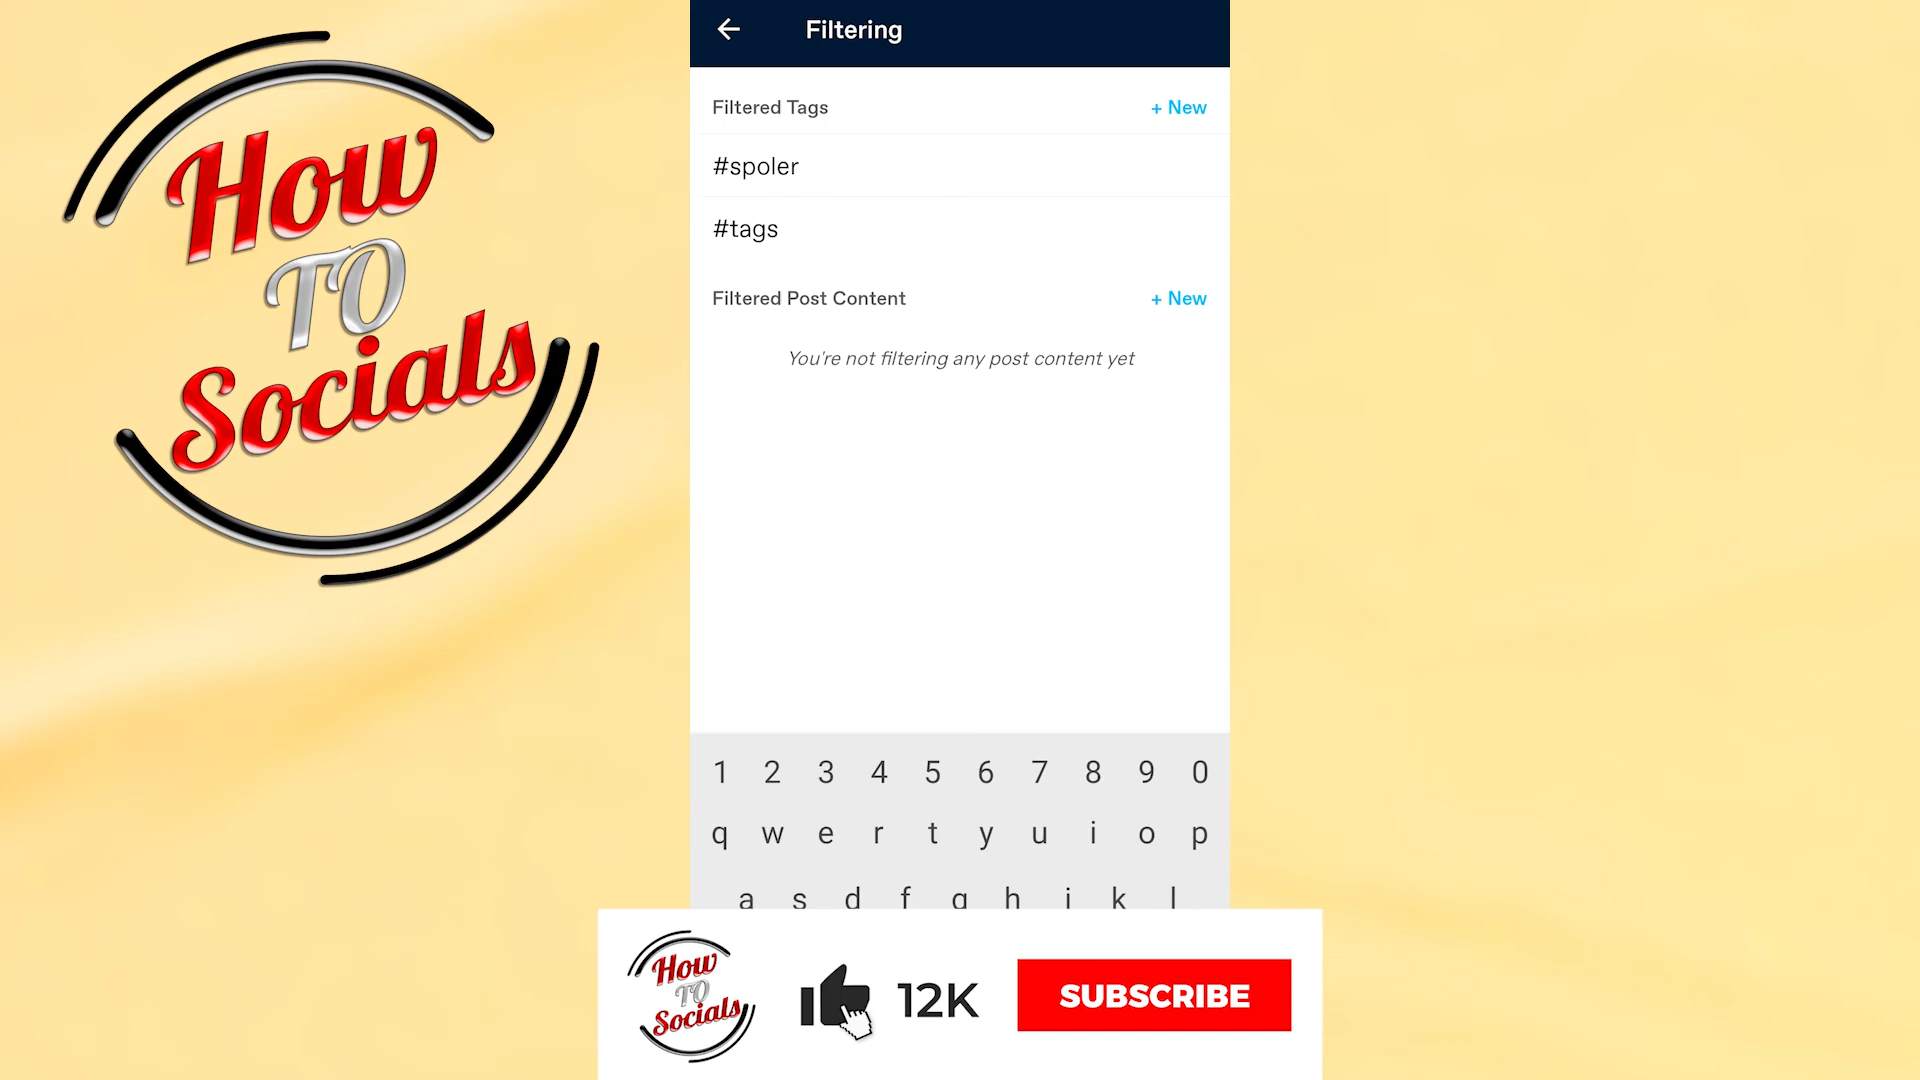 How
TO
Socials
Filtering
Filtered Tags
+ New
#spoler
#tags
Filtered Post Content
+ New
You're not filtering any post content yet
1 2 3 4 5 6 7 8 9 0
q w e r t y u i o p
a s d f g h j k l
How
TO
Socials
12K
SUBSCRIBE